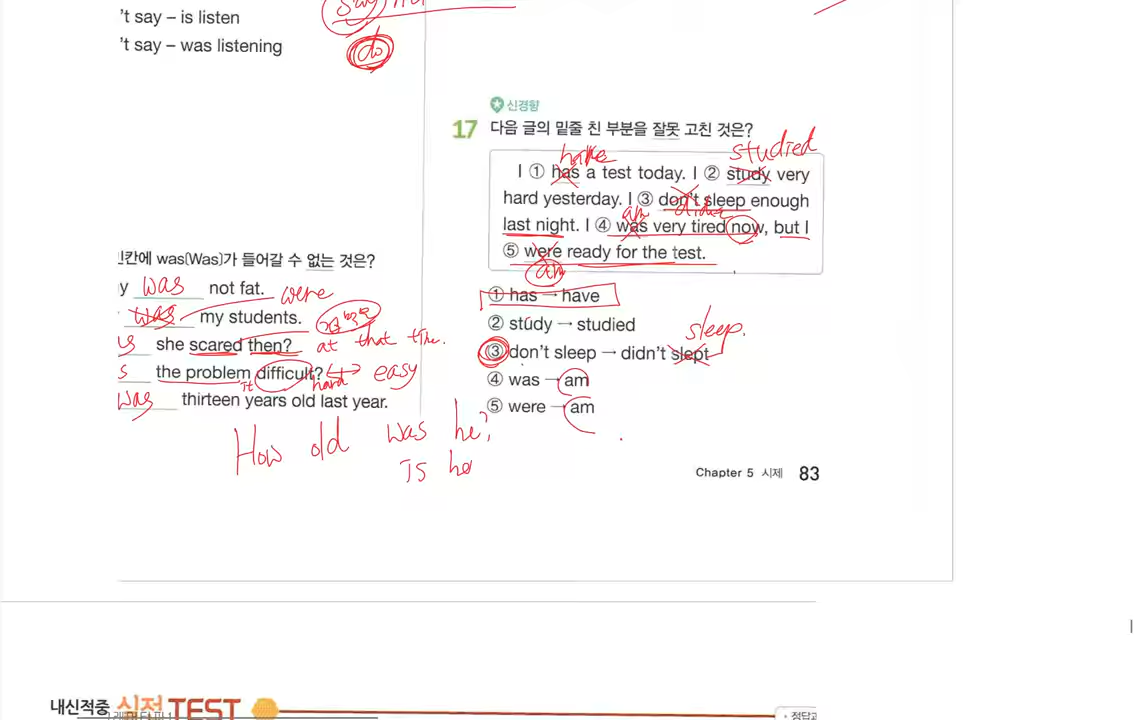 't say – is listen
't say – was listening
do
빈칸에 was(Was)가 들어갈 수 없는 것은?
y was not fat.
were
was my students.
she scared then? at that time.
s the problem difficult? ↔ easy
It hard
was thirteen years old last year.
How old was he?
Is he
신경향
17 다음 글의 밑줄 친 부분을 잘못 고친 것은?
have studied
I ① has a test today. I ② study very
hard yesterday. I ③ don't sleep enough
am didn
last night. I ④ was very tired now, but I
⑤ were ready for the test.
am
① has → have
② study → studied
sleep.
③ don't sleep → didn't slept
④ was → am
⑤ were → am
Chapter 5 시제 83
내신적중 실전 TEST
정답과